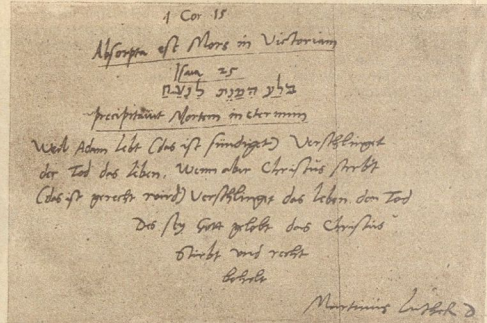 1 Cor 15
Absorpta est Mors in Victoriam
Isaia 25
בלע המות לנצח
Precipitavit Mortem in eternum
Weil Adam lebt (das ist sundiget) Verschlinget
der Tod das leben, Wenn aber Christus stirbt
(das ist gerecht wird) Verschlinget das leben den Tod
Des sey Gott gelobt das Christus
stirbt und recht
behelt
Martinus Luther D